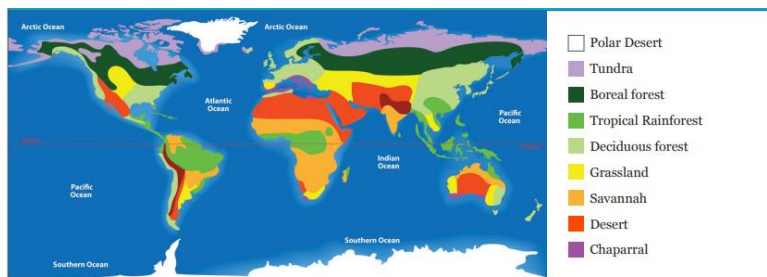 Arctic Ocean
Arctic Ocean
Atlantic
Ocean
Pacific
Ocean
Indian
Ocean
Pacific
Ocean
Southern Ocean
Southern Ocean
Polar Desert
Tundra
Boreal forest
Tropical Rainforest
Deciduous forest
Grassland
Savannah
Desert
Chaparral